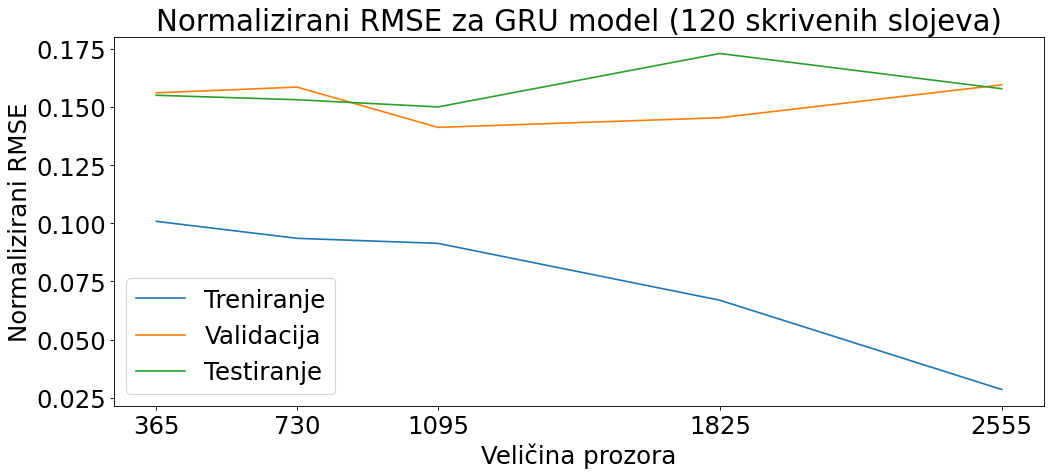 Normalizirani RMSE za GRU model (120 skrivenih slojeva)
Normalizirani RMSE
0.175
0.150
0.125
0.100
0.075
0.050
0.025
Treniranje
Validacija
Testiranje
365 730 1095 1825 2555
Veličina prozora